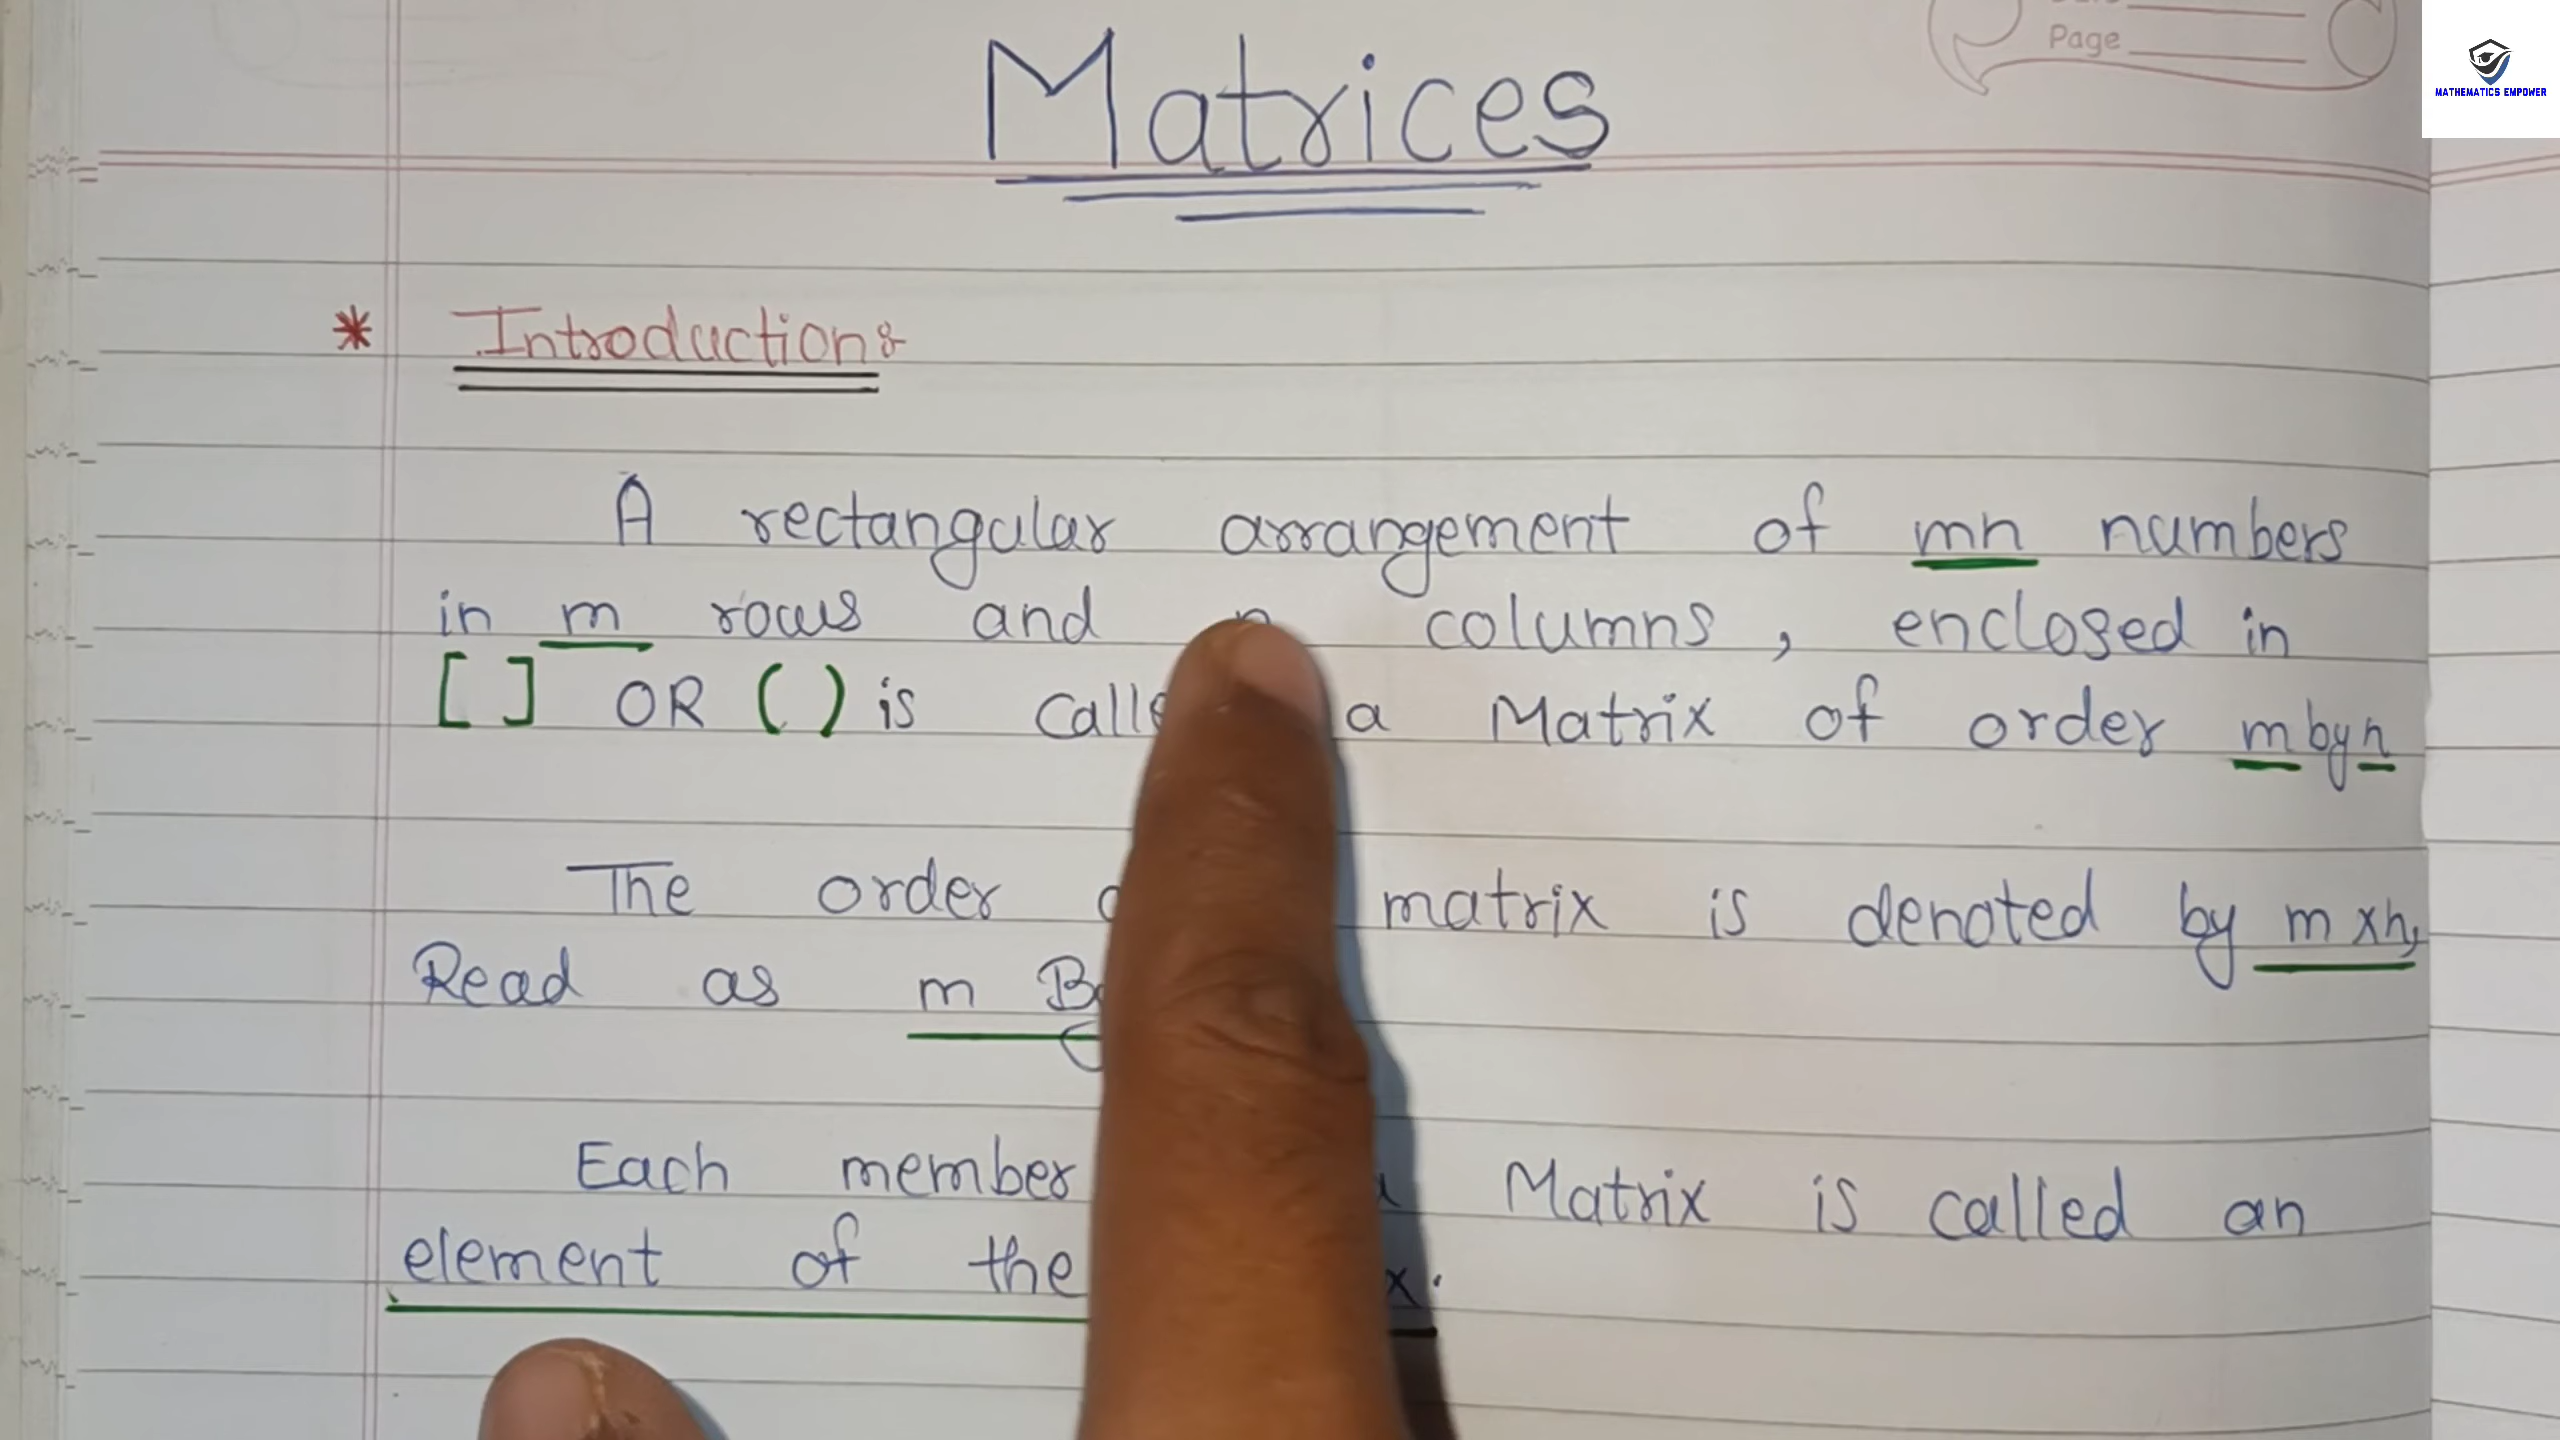 Page
MATHEMATICS EMPOWER
Matrices
* Introduction:
A rectangular arrangement of mn numbers
in m rows and n columns, enclosed in
[ ] OR ( ) is a Matrix of order m by n
The order matrix is denoted by m x n,
Read as m
Each member Matrix is called an
element of the